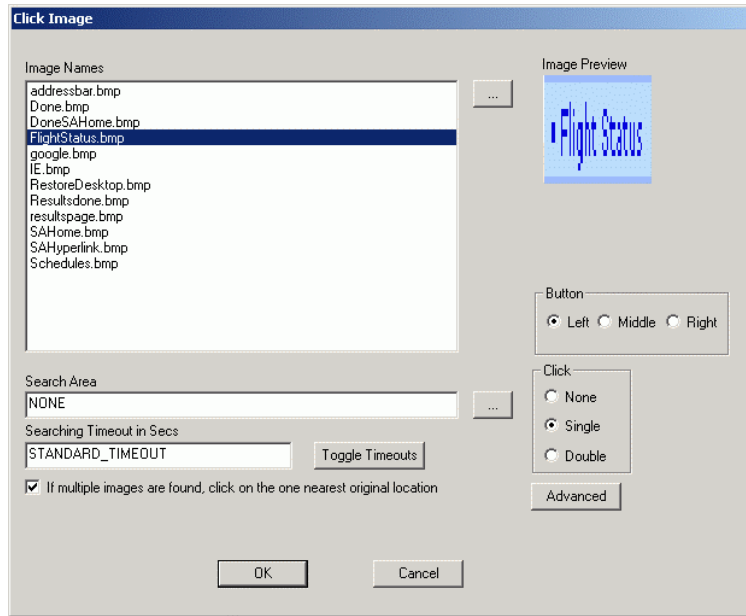 Click Image
Image Names
addressbar.bmp
Done.bmp
DoneSAHome.bmp
FlightStatus.bmp
google.bmp
IE.bmp
RestoreDesktop.bmp
Resultsdone.bmp
resultspage.bmp
SAHome.bmp
SAHyperlink.bmp
Schedules.bmp
...
Image Preview
Flight Status
Button
Left Middle Right
Search Area
NONE
...
Searching Timeout in Secs
STANDARD_TIMEOUT
Toggle Timeouts
If multiple images are found, click on the one nearest original location
Click
None
Single
Double
Advanced
OK
Cancel